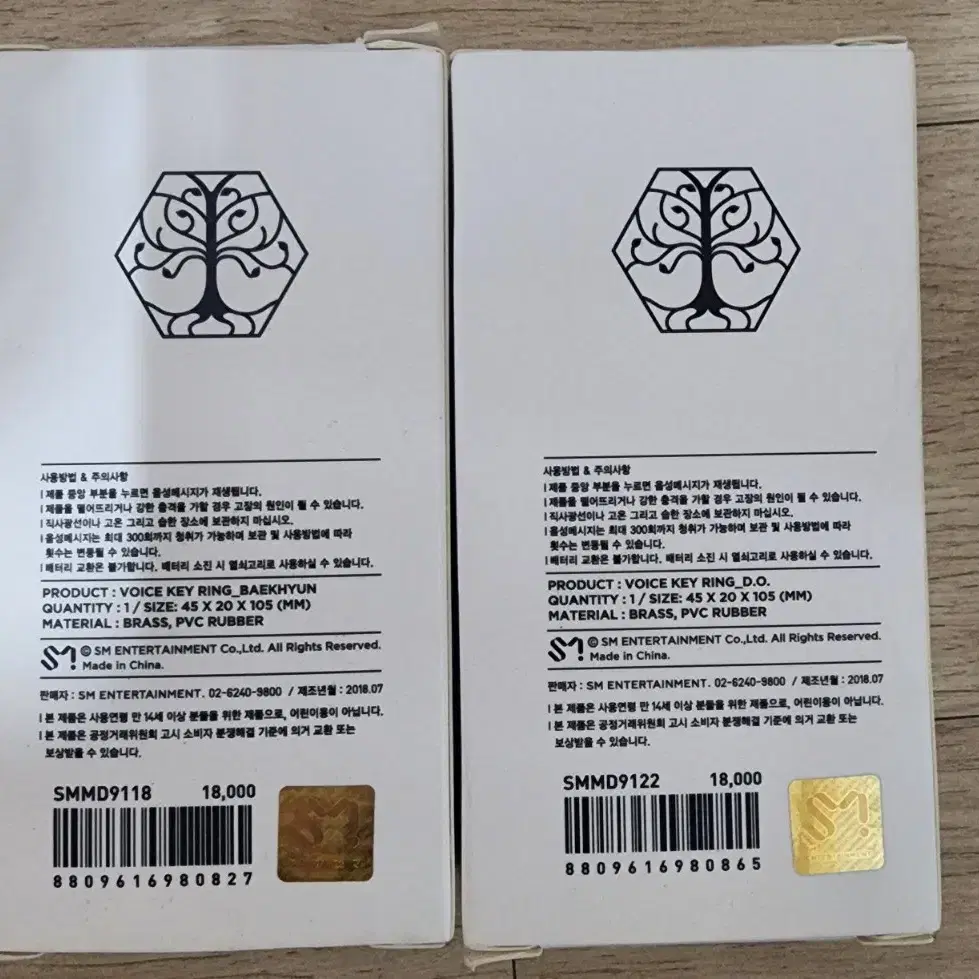 사용방법 & 주의사항
| 제품 중앙 부분을 누르면 음성메시지가 재생됩니다.
| 제품을 떨어뜨리거나 강한 충격을 가할 경우 고장의 원인이 될 수 있습니다.
| 직사광선이나 고온 그리고 습한 장소에 보관하지 마십시오.
| 음성메시지는 최대 300회까지 청취가 가능하며 보관 및 사용방법에 따라
횟수는 변동될 수 있습니다.
| 배터리 교환은 불가합니다. 배터리 소진 시 열쇠고리로 사용하실 수 있습니다.
PRODUCT : VOICE KEY RING_BAEKHYUN
QUANTITY : 1 / SIZE: 45 X 20 X 105 (MM)
MATERIAL : BRASS, PVC RUBBER
SM © SM ENTERTAINMENT Co.,Ltd. All Rights Reserved.
Made in China.
판매자 : SM ENTERTAINMENT. 02-6240-9800 / 제조년월 : 2018.07
| 본 제품은 사용연령 만 14세 이상 분들을 위한 제품으로, 어린이용이 아닙니다.
| 본 제품은 공정거래위원회 고시 소비자 분쟁해결 기준에 의거 교환 또는
보상받을 수 있습니다.
SMMD9118 18,000
8809616980827
SM
사용방법 & 주의사항
| 제품 중앙 부분을 누르면 음성메시지가 재생됩니다.
| 제품을 떨어뜨리거나 강한 충격을 가할 경우 고장의 원인이 될 수 있습니다.
| 직사광선이나 고온 그리고 습한 장소에 보관하지 마십시오.
| 음성메시지는 최대 300회까지 청취가 가능하며 보관 및 사용방법에 따라
횟수는 변동될 수 있습니다.
| 배터리 교환은 불가합니다. 배터리 소진 시 열쇠고리로 사용하실 수 있습니다.
PRODUCT : VOICE KEY RING_D.O.
QUANTITY : 1 / SIZE: 45 X 20 X 105 (MM)
MATERIAL : BRASS, PVC RUBBER
SM © SM ENTERTAINMENT Co.,Ltd. All Rights Reserved.
Made in China.
판매자 : SM ENTERTAINMENT. 02-6240-9800 / 제조년월 : 2018.07
| 본 제품은 사용연령 만 14세 이상 분들을 위한 제품으로, 어린이용이 아닙니다.
| 본 제품은 공정거래위원회 고시 소비자 분쟁해결 기준에 의거 교환 또는
보상받을 수 있습니다.
SMMD9122 18,000
8809616980865
SM
ENTERTAINMENT